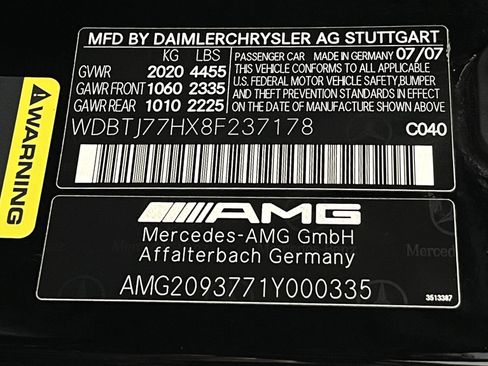 MFD BY DAIMLERCHRYSLER AG STUTTGART
KG LBS PASSENGER CAR MADE IN GERMANY 07/07
GVWR 2020 4455 THIS VEHICLE CONFORMS TO ALL APPLICABLE
GAWR FRONT 1060 2335 U.S. FEDERAL MOTOR VEHICLE SAFETY, BUMPER
GAWR REAR 1010 2225 AND THEFT PREVENTION STANDARDS IN EFFECT
ON THE DATE OF MANUFACTURE SHOWN ABOVE
WDBTJ77HX8F237178 C040
WARNING
AMG
Mercedes-AMG GmbH
Affalterbach Germany
AMG2093771Y000335
3513387